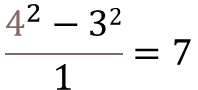 4² − 3²
1
= 7